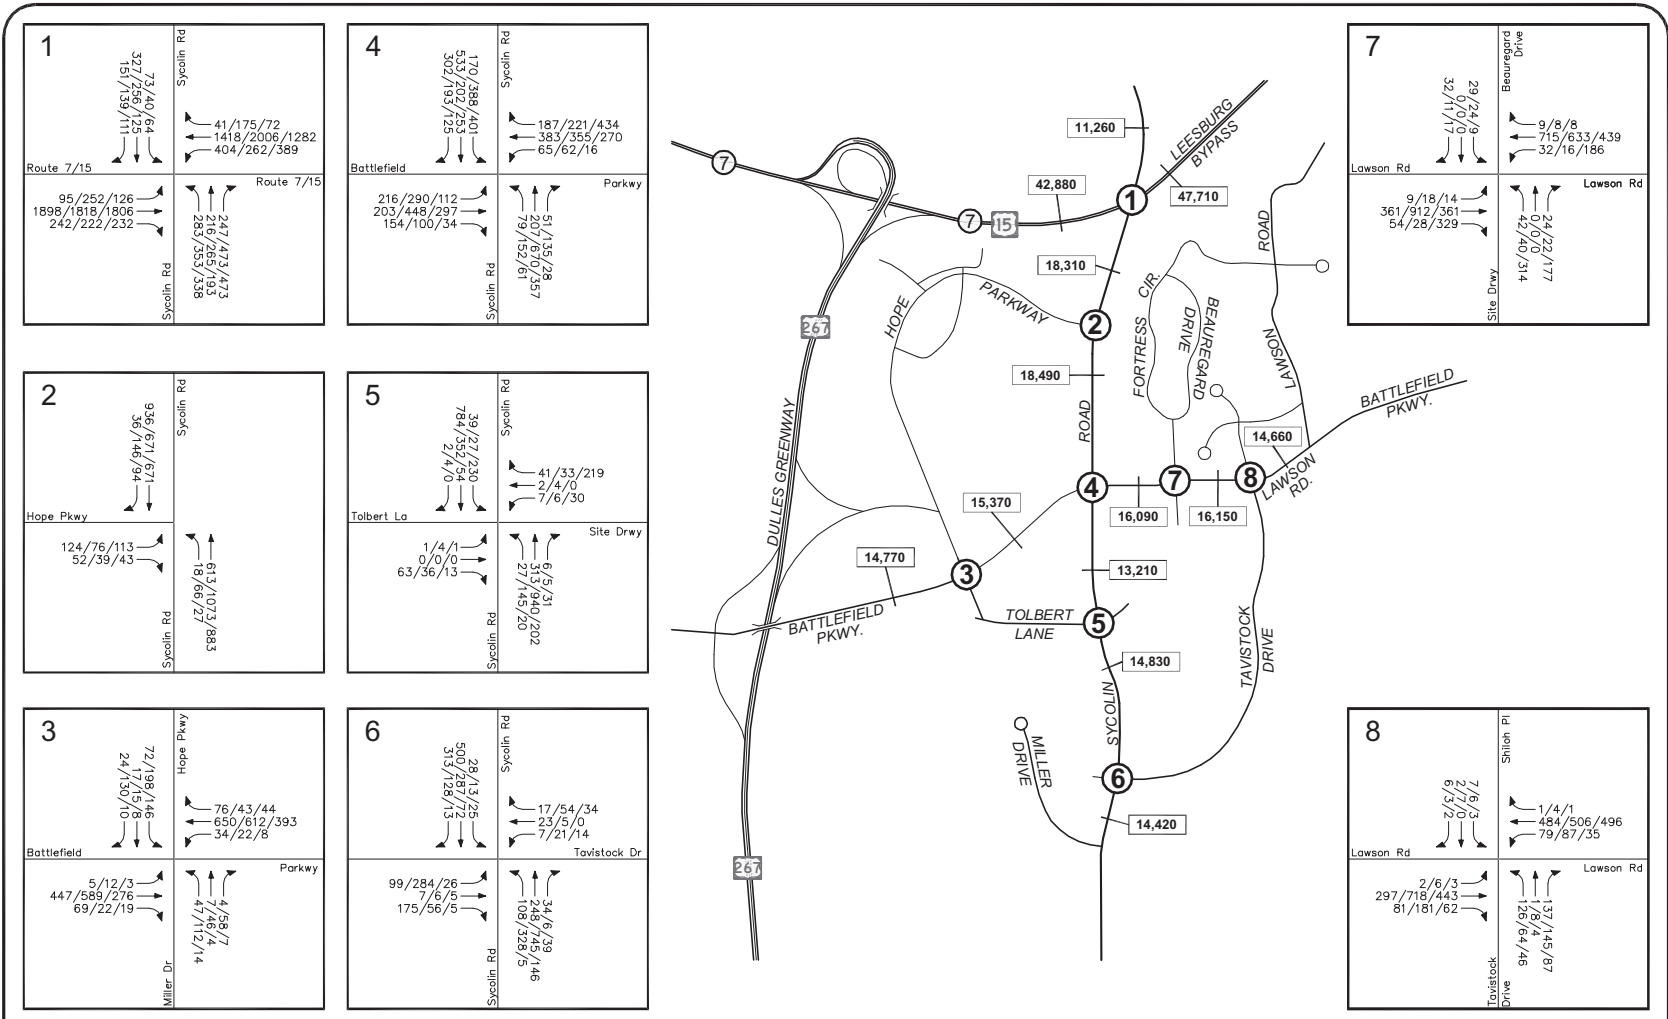 1
Sycolin Rd
151/139/111
327/256/125
73/40/64
41/175/72
1418/2006/1282
404/262/389
Route 7/15
Route 7/15
95/252/126
1898/1818/1806
242/222/232
283/353/338
216/265/193
247/473/473
Sycolin Rd
4
Sycolin Rd
302/193/125
533/202/253
170/388/401
187/221/434
383/355/270
65/62/16
Battlefield
Parkway
216/290/112
203/448/297
154/100/34
79/152/61
207/670/357
51/135/28
Sycolin Rd
2
Sycolin Rd
36/146/94
936/671/671
Hope Pkwy
124/76/113
52/39/43
18/66/27
613/1073/883
Sycolin Rd
5
Sycolin Rd
2/4/0
784/352/54
39/27/230
41/33/219
2/4/0
7/6/30
Tolbert La
Site Drwy
1/4/1
0/0/0
63/36/13
27/145/20
313/940/202
6/5/31
Sycolin Rd
3
Hope Pkwy
24/130/10
17/15/8
72/198/146
76/43/44
650/612/393
34/22/8
Battlefield
Parkway
5/12/3
447/589/276
69/22/19
47/112/14
7/46/4
4/58/7
Miller Dr
6
Sycolin Rd
313/128/13
500/287/72
28/13/25
17/54/34
23/5/0
7/21/14
Tavistock Dr
99/284/26
7/6/5
175/56/5
108/328/5
248/745/146
34/6/39
Sycolin Rd
11,260
LEESBURG
BYPASS
7
42,880
47,710
1
7
15
18,310
ROAD
CIR.
HOPE
PARKWAY
2
267
FORTRESS
BEAUREGARD
DRIVE
18,490
LAWSON
BATTLEFIELD
PKWY.
ROAD
DULLES GREENWAY
14,660
4
7
8
LAWSON
RD.
15,370
16,090
16,150
14,770
3
13,210
BATTLEFIELD
PKWY.
TOLBERT
LANE
5
14,830
TAVISTOCK
DRIVE
SYCOLIN
MILLER
DRIVE
6
14,420
267
7
Beauregard
Drive
32/11/17
0/0/0
29/24/9
9/8/8
715/633/439
32/16/186
Lawson Rd
Lawson Rd
9/18/14
361/912/361
54/28/329
42/40/314
0/0/0
24/22/177
Site Drwy
8
Shiloh Pl
6/3/2
2/7/0
7/6/3
1/4/1
484/506/496
79/87/35
Lawson Rd
Lawson Rd
2/6/3
297/718/443
81/181/62
126/64/46
1/8/4
137/145/87
Tavistock
Drive